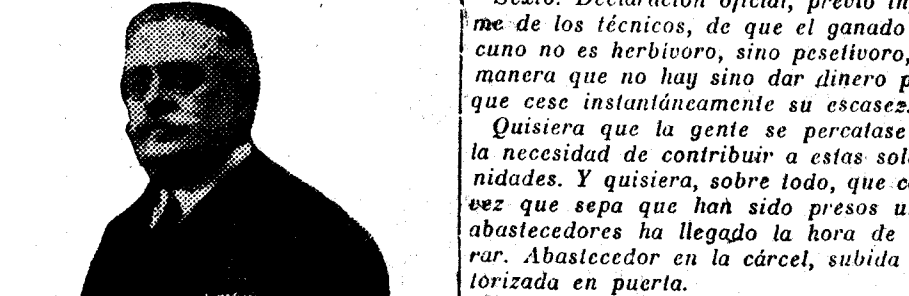 Sexto. Declaración oficial, previo in
me de los técnicos, de que el ganado
cuno no es herbívoro, sino pesetívoro,
manera que no hay sino dar dinero p
que cese instantáneamente su escasez.
Quisiera que la gente se percatase
la necesidad de contribuir a estas sol
nidades. Y quisiera, sobre todo, que c
vez que sepa que han sido presos u
abastecedores ha llegado la hora de
rar. Abastecedor en la cárcel, subida
torizada en puerta.